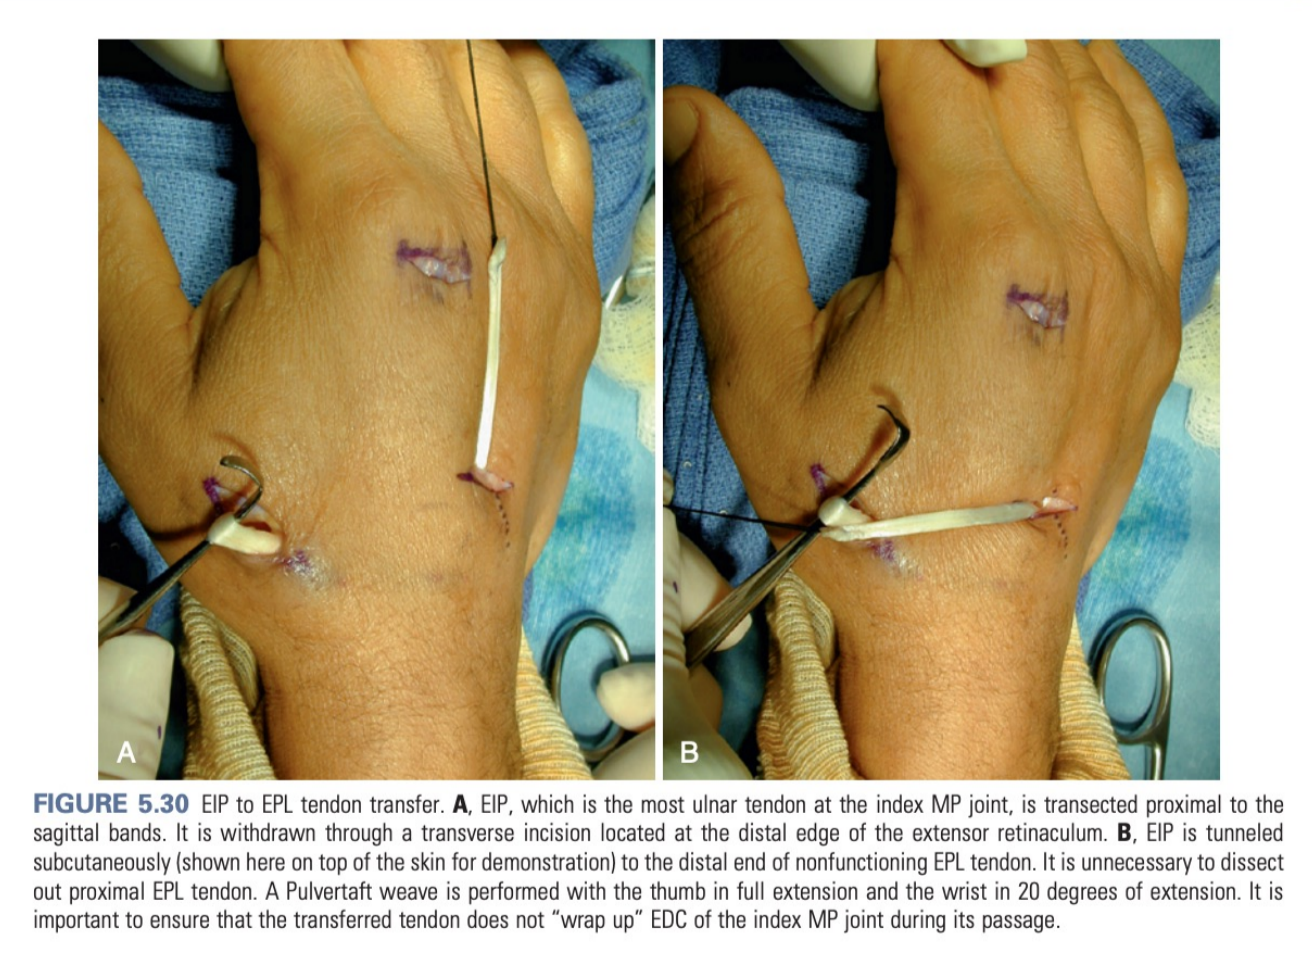 A
B
FIGURE 5.30 EIP to EPL tendon transfer. A, EIP, which is the most ulnar tendon at the index MP joint, is transected proximal to the
sagittal bands. It is withdrawn through a transverse incision located at the distal edge of the extensor retinaculum. B, EIP is tunneled
subcutaneously (shown here on top of the skin for demonstration) to the distal end of nonfunctioning EPL tendon. It is unnecessary to dissect
out proximal EPL tendon. A Pulvertaft weave is performed with the thumb in full extension and the wrist in 20 degrees of extension. It is
important to ensure that the transferred tendon does not “wrap up” EDC of the index MP joint during its passage.